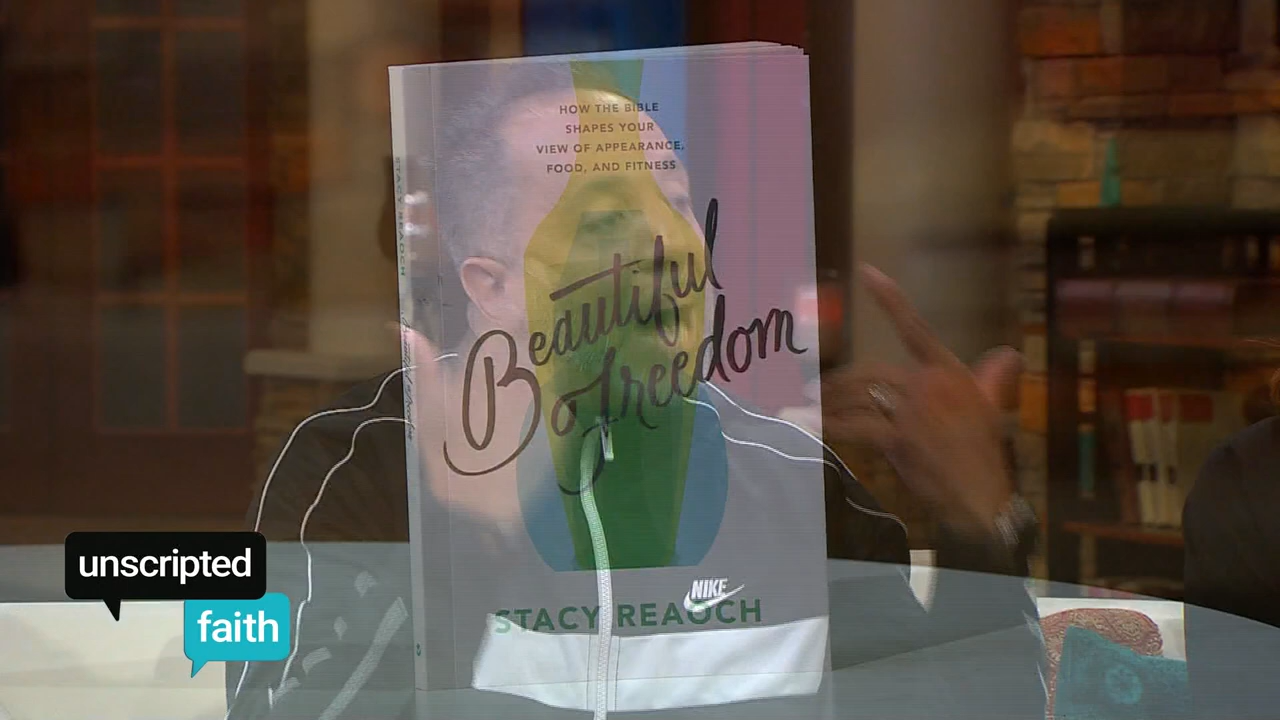 HOW THE BIBLE
SHAPES YOUR
VIEW OF APPEARANCE,
FOOD, AND FITNESS
Beautiful
Freedom
STACY REAOCH
NIKE
STACY REAOCH
unscripted
faith